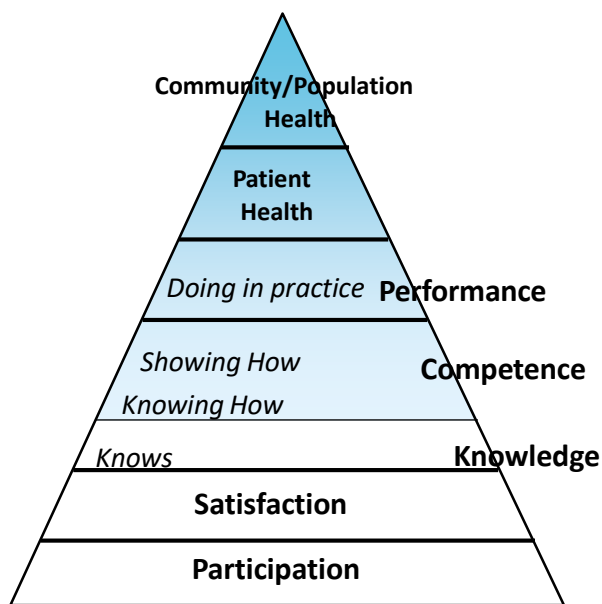 Community/Population
Health
Patient
Health
Doing in practice Performance
Showing How
Competence
Knowing How
Knows Knowledge
Satisfaction
Participation